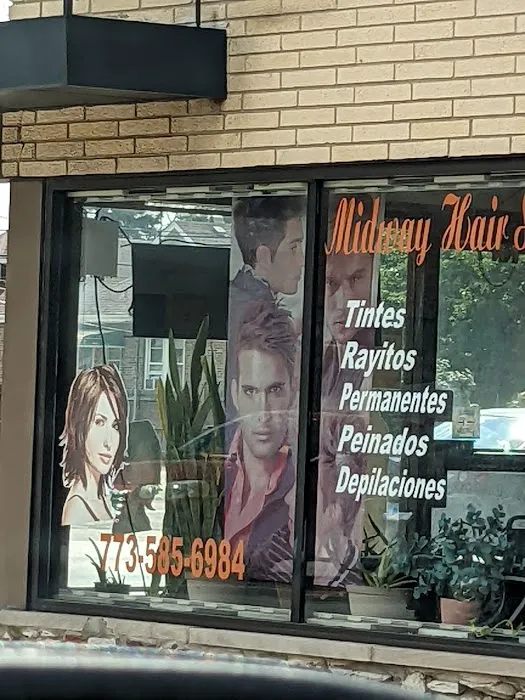 Midway Hair
Tintes
Rayitos
Permanentes
Peinados
Depilaciones
773-585-6984